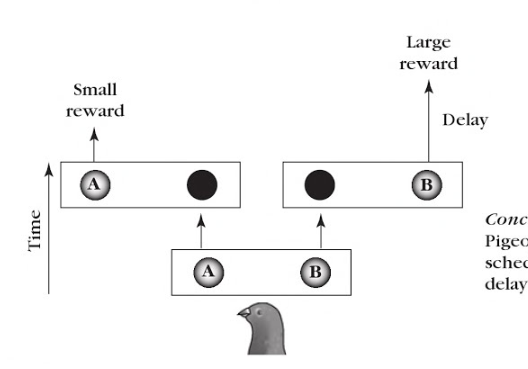 Large
reward
Small
reward
Delay
A
B
Time
A
B
Conc
Pigeo
sched
delay